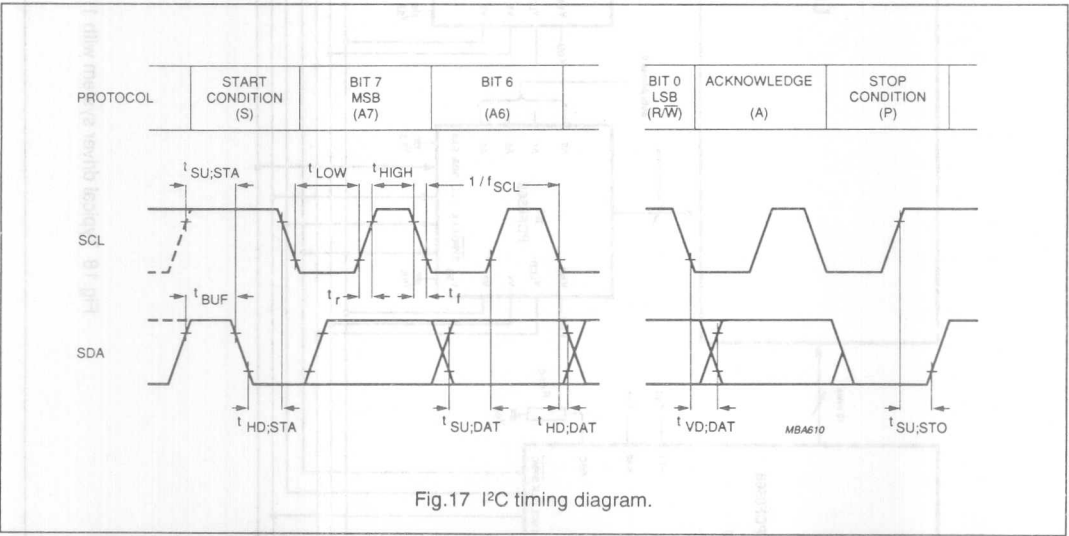 PROTOCOL
START CONDITION (S)
BIT 7 MSB (A7)
BIT 6 (A6)
BIT 0 LSB (R/W̅)
ACKNOWLEDGE (A)
STOP CONDITION (P)
t SU;STA
t LOW
t HIGH
1 / f SCL
SCL
t BUF
t r
t f
SDA
t HD;STA
t SU;DAT
t HD;DAT
t VD;DAT
MBA610
t SU;STO
Fig.17 I²C timing diagram.